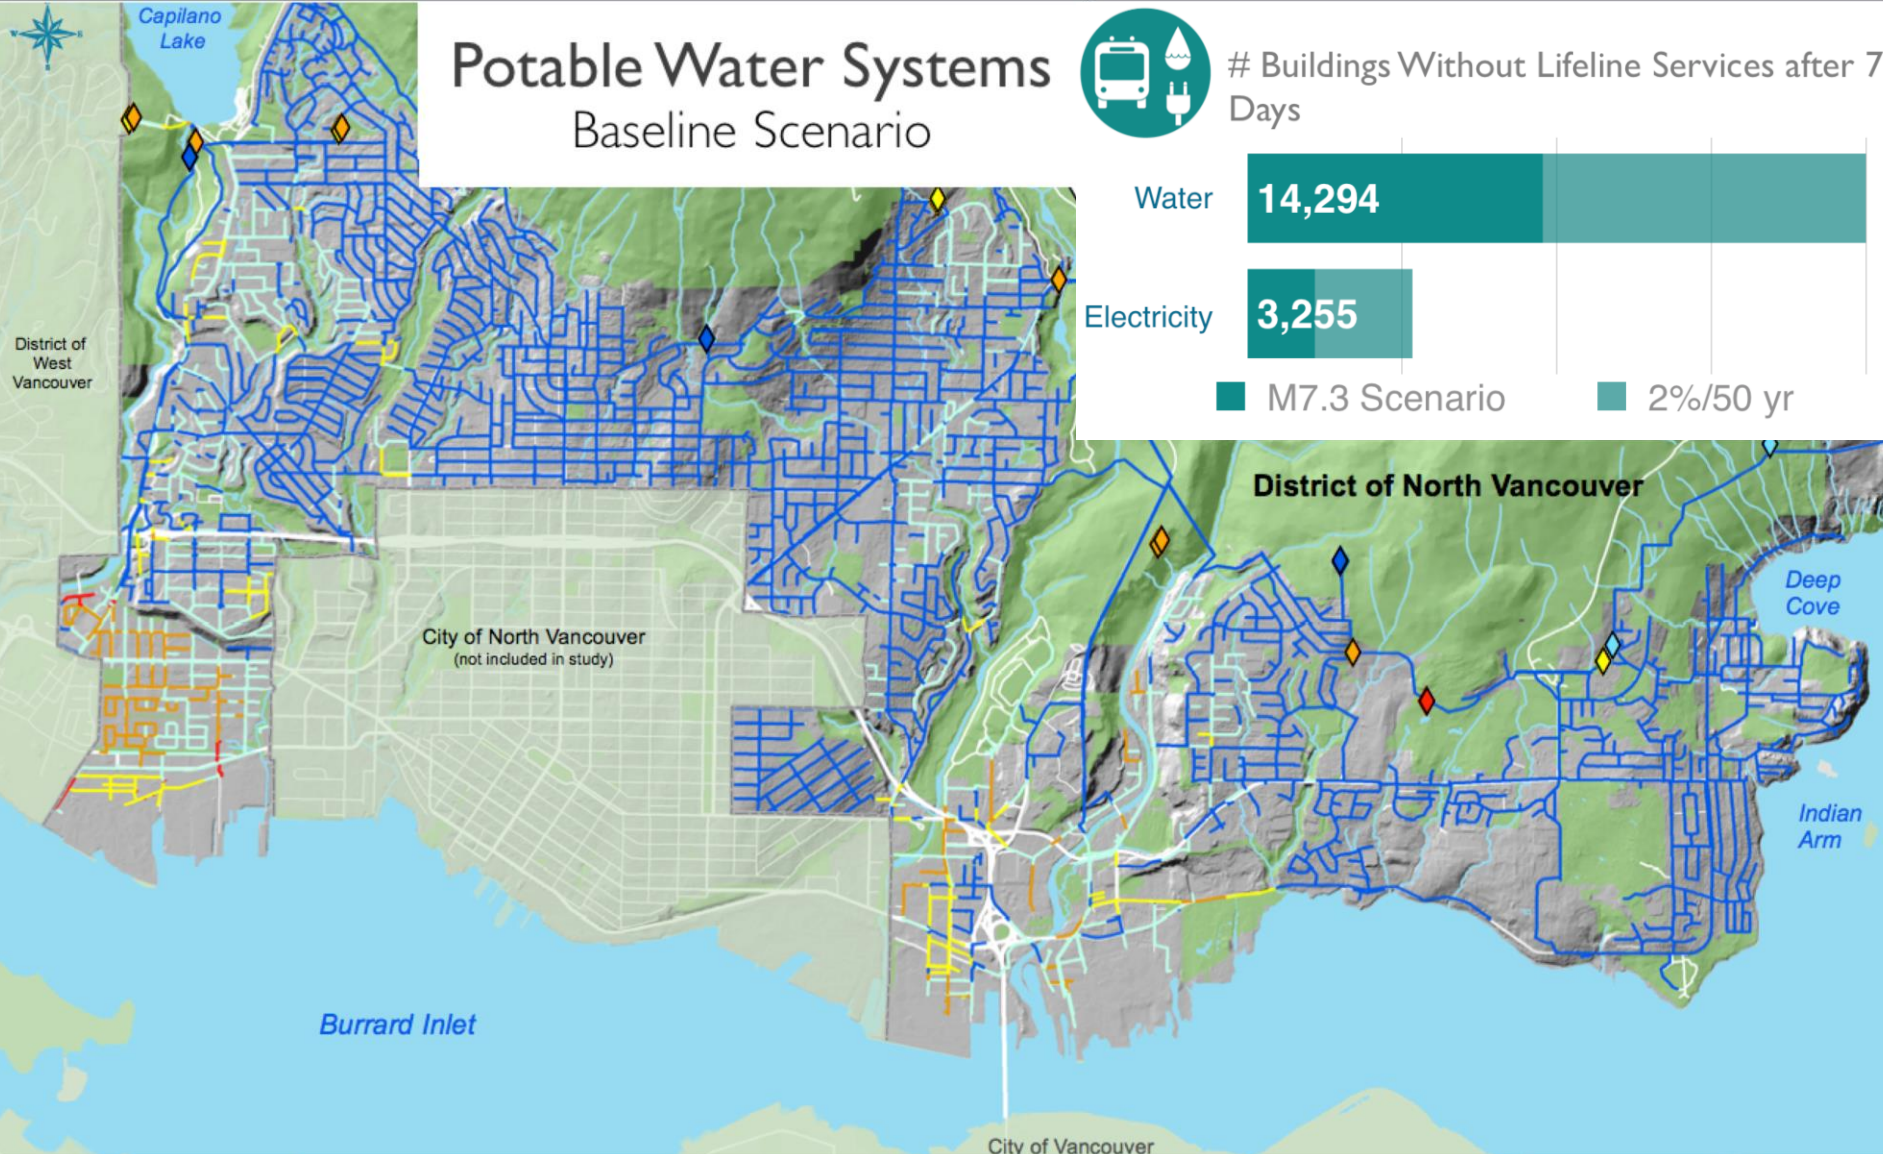 W
Capilano
Lake
Potable Water Systems
Baseline Scenario
# Buildings Without Lifeline Services after 7
Days
Water
14,294
Electricity
3,255
M7.3 Scenario
2%/50 yr
District of
West
Vancouver
District of North Vancouver
Deep
Cove
City of North Vancouver
(not included in study)
Indian
Arm
Burrard Inlet
City of Vancouver